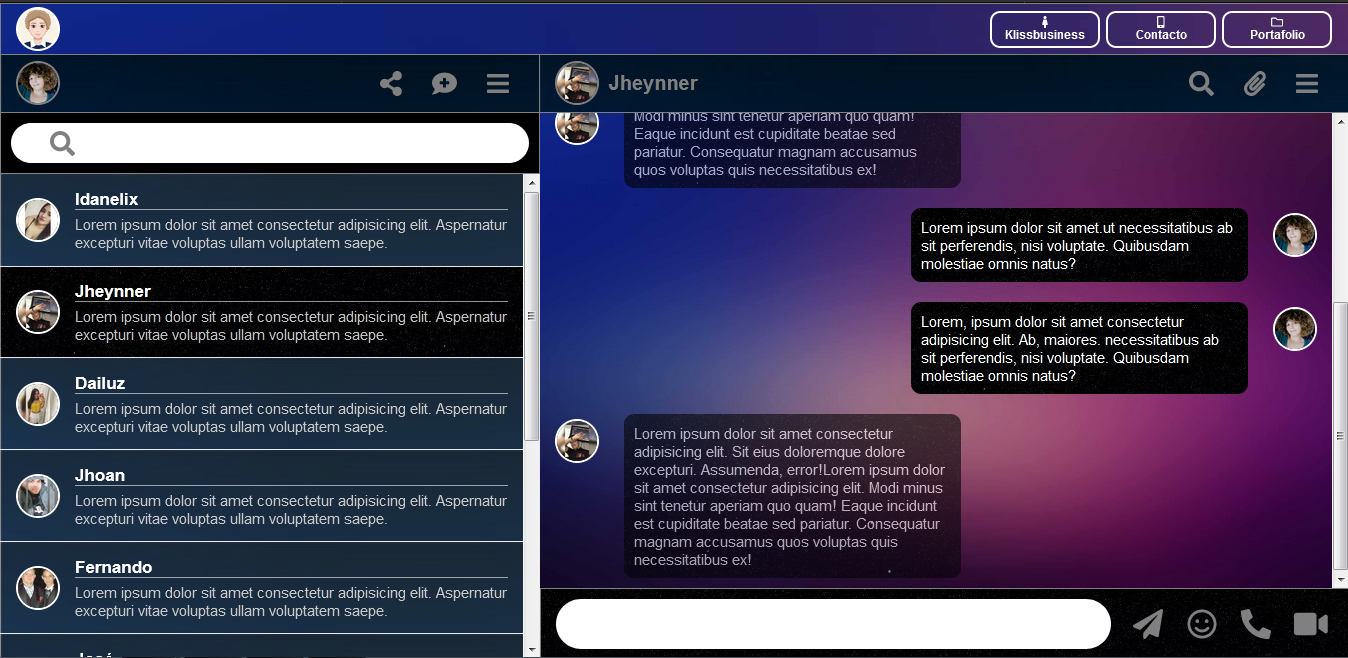 Klissbusiness
Contacto
Portafolio
Jheynner
Idanelix
Lorem ipsum dolor sit amet consectetur adipisicing elit. Aspernatur
excepturi vitae voluptas ullam voluptatem saepe.
Jheynner
Lorem ipsum dolor sit amet consectetur adipisicing elit. Aspernatur
excepturi vitae voluptas ullam voluptatem saepe.
Dailuz
Lorem ipsum dolor sit amet consectetur adipisicing elit. Aspernatur
excepturi vitae voluptas ullam voluptatem saepe.
Jhoan
Lorem ipsum dolor sit amet consectetur adipisicing elit. Aspernatur
excepturi vitae voluptas ullam voluptatem saepe.
Fernando
Lorem ipsum dolor sit amet consectetur adipisicing elit. Aspernatur
excepturi vitae voluptas ullam voluptatem saepe.
Modi minus sint tenetur aperiam quo quam!
Eaque incidunt est cupiditate beatae sed
pariatur. Consequatur magnam accusamus
quos voluptas quis necessitatibus ex!
Lorem ipsum dolor sit amet.ut necessitatibus ab
sit perferendis, nisi voluptate. Quibusdam
molestiae omnis natus?
Lorem, ipsum dolor sit amet consectetur
adipisicing elit. Ab, maiores. necessitatibus ab
sit perferendis, nisi voluptate. Quibusdam
molestiae omnis natus?
Lorem ipsum dolor sit amet consectetur
adipisicing elit. Sit eius doloremque dolore
excepturi. Assumenda, error!Lorem ipsum dolor
sit amet consectetur adipisicing elit. Modi minus
sint tenetur aperiam quo quam! Eaque incidunt
est cupiditate beatae sed pariatur. Consequatur
magnam accusamus quos voluptas quis
necessitatibus ex!